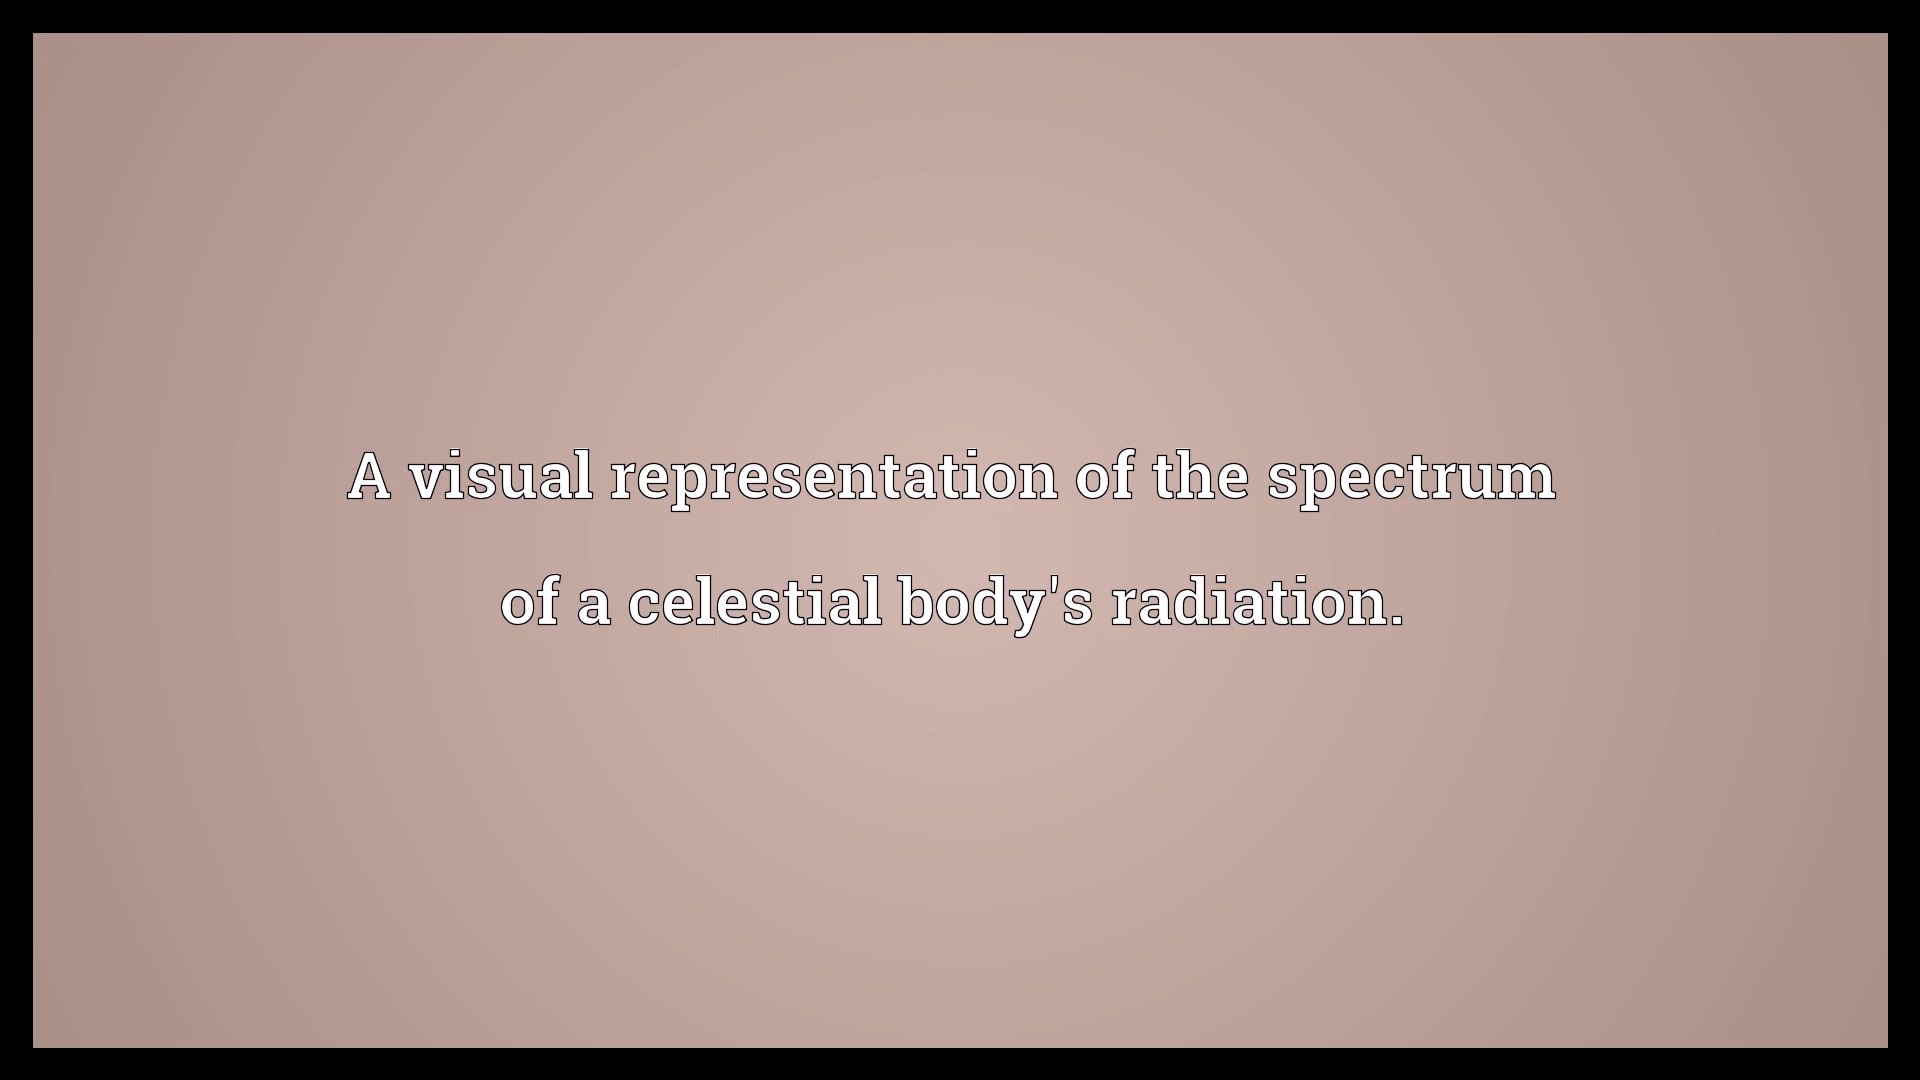 A visual representation of the spectrum
of a celestial body's radiation.